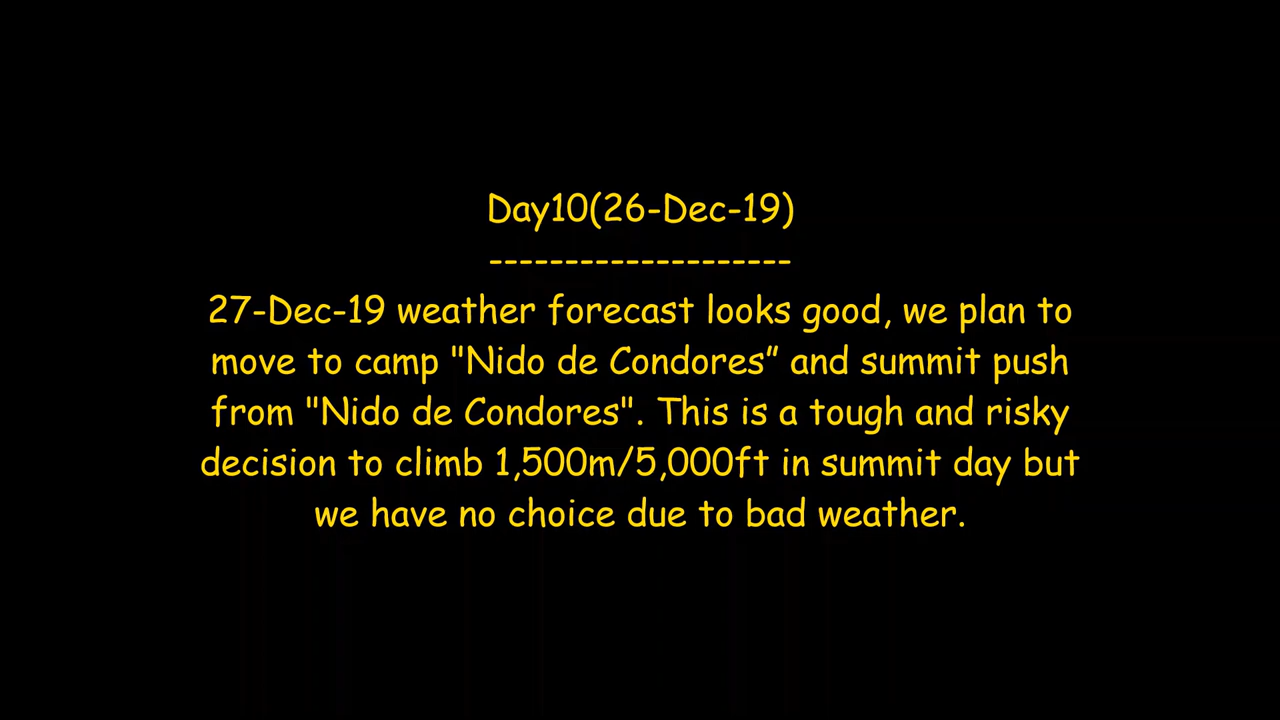 Day10(26-Dec-19)
--------------------
27-Dec-19 weather forecast looks good, we plan to
move to camp "Nido de Condores” and summit push
from "Nido de Condores". This is a tough and risky
decision to climb 1,500m/5,000ft in summit day but
we have no choice due to bad weather.